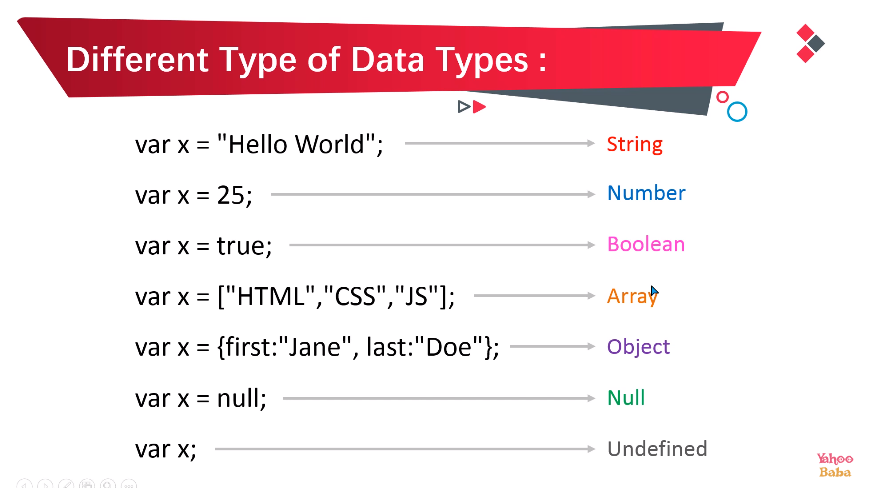 Different Type of Data Types :
var x = "Hello World"; String
var x = 25; Number
var x = true; Boolean
var x = ["HTML","CSS","JS"]; Array
var x = {first:"Jane", last:"Doe"}; Object
var x = null; Null
var x; Undefined
Yahoo
Baba